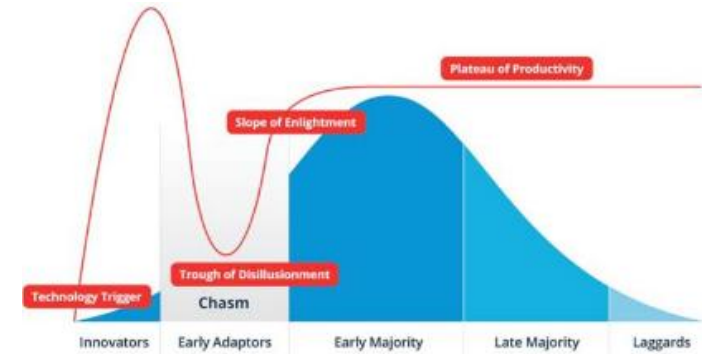 Plateau of Productivity
Slope of Enlightment
Trough of Disillusionment
Technology Trigger
Chasm
Innovators
Early Adaptors
Early Majority
Late Majority
Laggards